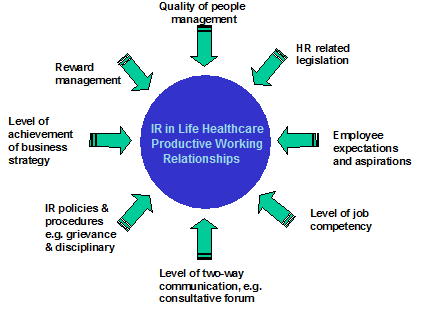 Quality of people
management
HR related
legislation
Reward
management
Level of
achievement
of business
strategy
IR in Life Healthcare
Productive Working
Relationships
Employee
expectations
and aspirations
IR policies &
procedures
e.g. grievance
& disciplinary
Level of job
competency
Level of two-way
communication, e.g.
consultative forum